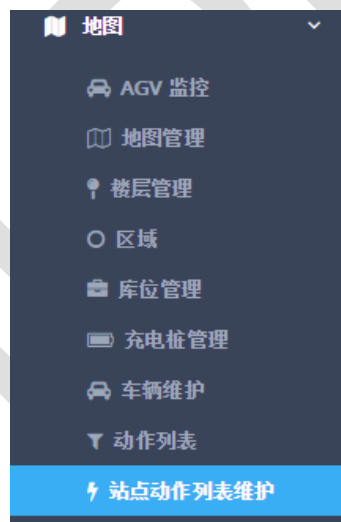 地图
AGV 监控
地图管理
楼层管理
区域
库位管理
充电桩管理
车辆维护
动作列表
站点动作列表维护